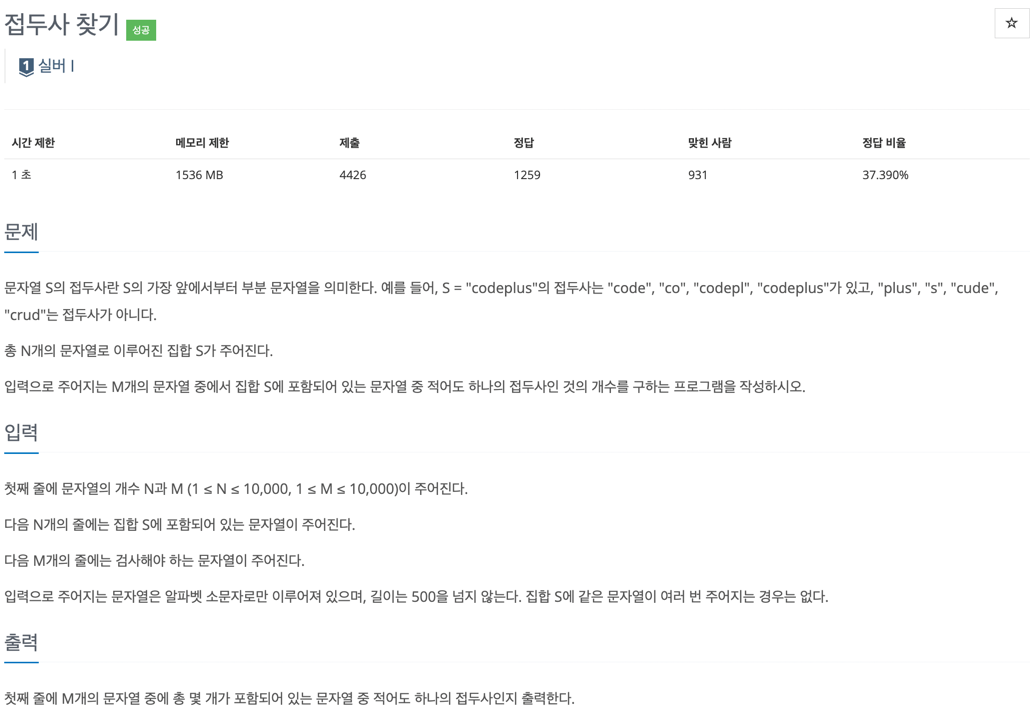 접두사 찾기 성공
1 실버 I
시간 제한 메모리 제한 제출 정답 맞힌 사람 정답 비율
1 초 1536 MB 4426 1259 931 37.390%
문제
문자열 S의 접두사란 S의 가장 앞에서부터 부분 문자열을 의미한다. 예를 들어, S = "codeplus"의 접두사는 "code", "co", "codepl", "codeplus"가 있고, "plus", "s", "cude",
"crud"는 접두사가 아니다.
총 N개의 문자열로 이루어진 집합 S가 주어진다.
입력으로 주어지는 M개의 문자열 중에서 집합 S에 포함되어 있는 문자열 중 적어도 하나의 접두사인 것의 개수를 구하는 프로그램을 작성하시오.
입력
첫째 줄에 문자열의 개수 N과 M (1 ≤ N ≤ 10,000, 1 ≤ M ≤ 10,000)이 주어진다.
다음 N개의 줄에는 집합 S에 포함되어 있는 문자열이 주어진다.
다음 M개의 줄에는 검사해야 하는 문자열이 주어진다.
입력으로 주어지는 문자열은 알파벳 소문자로만 이루어져 있으며, 길이는 500을 넘지 않는다. 집합 S에 같은 문자열이 여러 번 주어지는 경우는 없다.
출력
첫째 줄에 M개의 문자열 중에 총 몇 개가 포함되어 있는 문자열 중 적어도 하나의 접두사인지 출력한다.